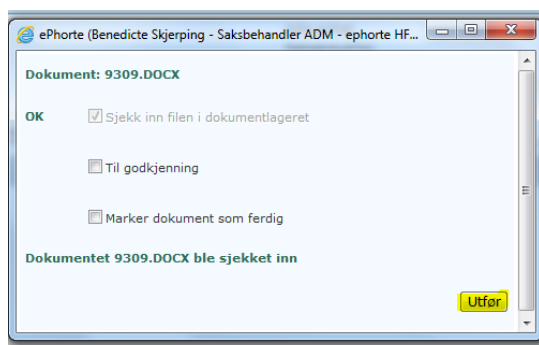 ePhorte (Benedicte Skjerping - Saksbehandler ADM - ephorte HF...
Dokument: 9309.DOCX
OK Sjekk inn filen i dokumentlageret
Til godkjenning
Marker dokument som ferdig
Dokumentet 9309.DOCX ble sjekket inn
Utfør